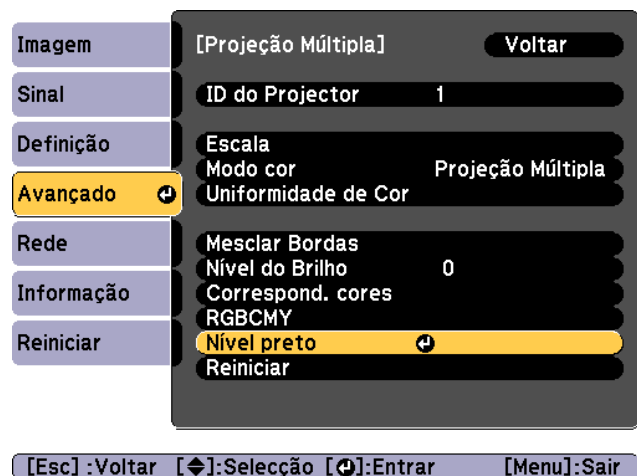 Imagem
Sinal
Definição
Avançado
Rede
Informação
Reiniciar
[Projeção Múltipla] Voltar
ID do Projector 1
Escala
Modo cor Projeção Múltipla
Uniformidade de Cor
Mesclar Bordas
Nível do Brilho 0
Correspond. cores
RGBCMY
Nível preto
Reiniciar
[Esc] :Voltar [◆]:Selecção [⏎]:Entrar [Menu]:Sair